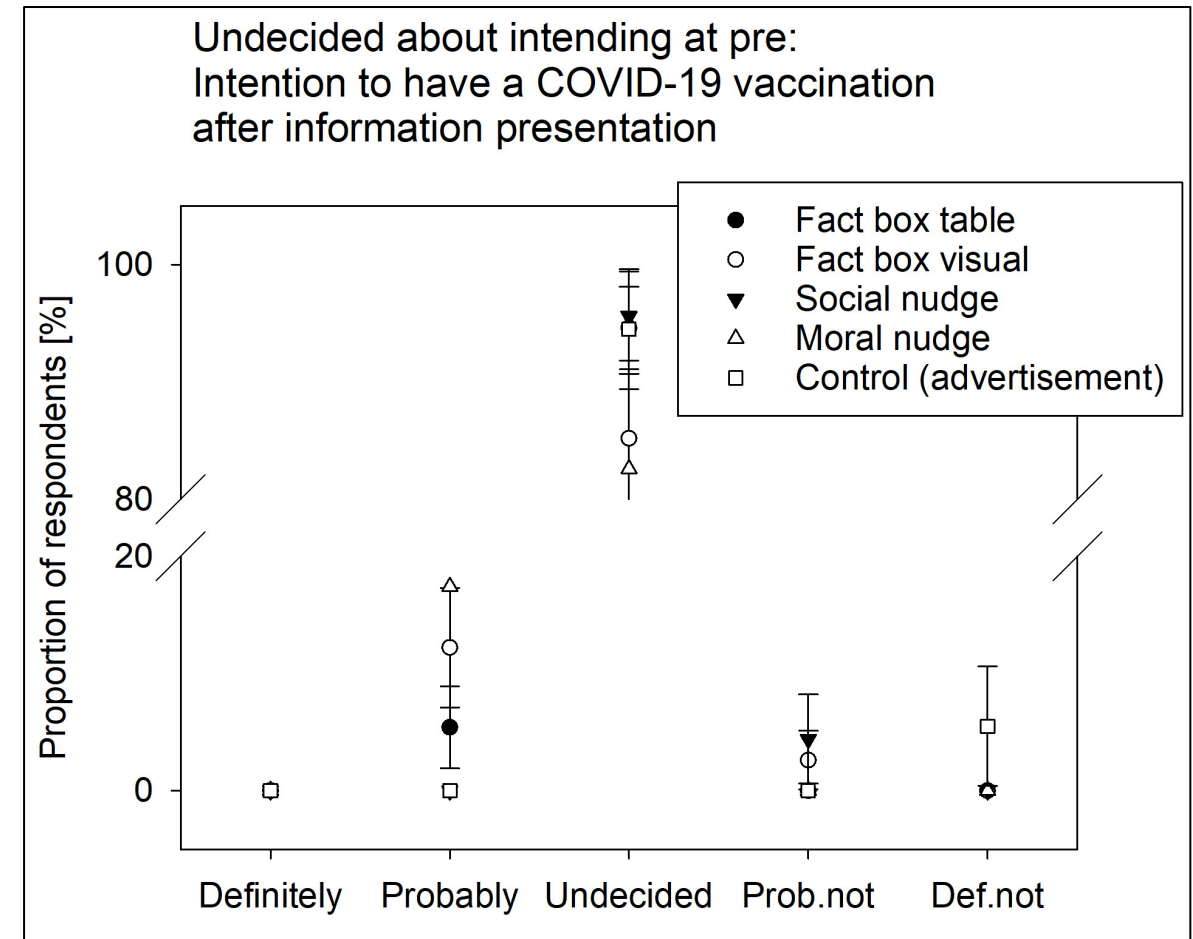 Undecided about intending at pre:
Intention to have a COVID-19 vaccination
after information presentation
Fact box table
Fact box visual
Social nudge
Moral nudge
Control (advertisement)
Proportion of respondents [%]
100
80
20
0
Definitely Probably Undecided Prob.not Def.not